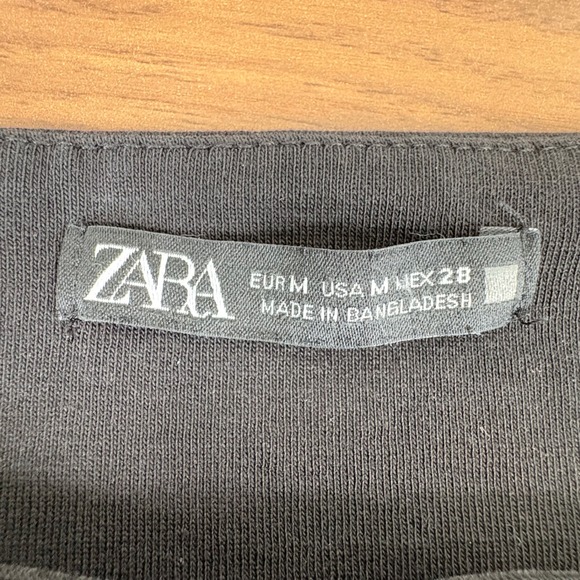 ZARA
EUR M USA M MEX 28
MADE IN BANGLADESH